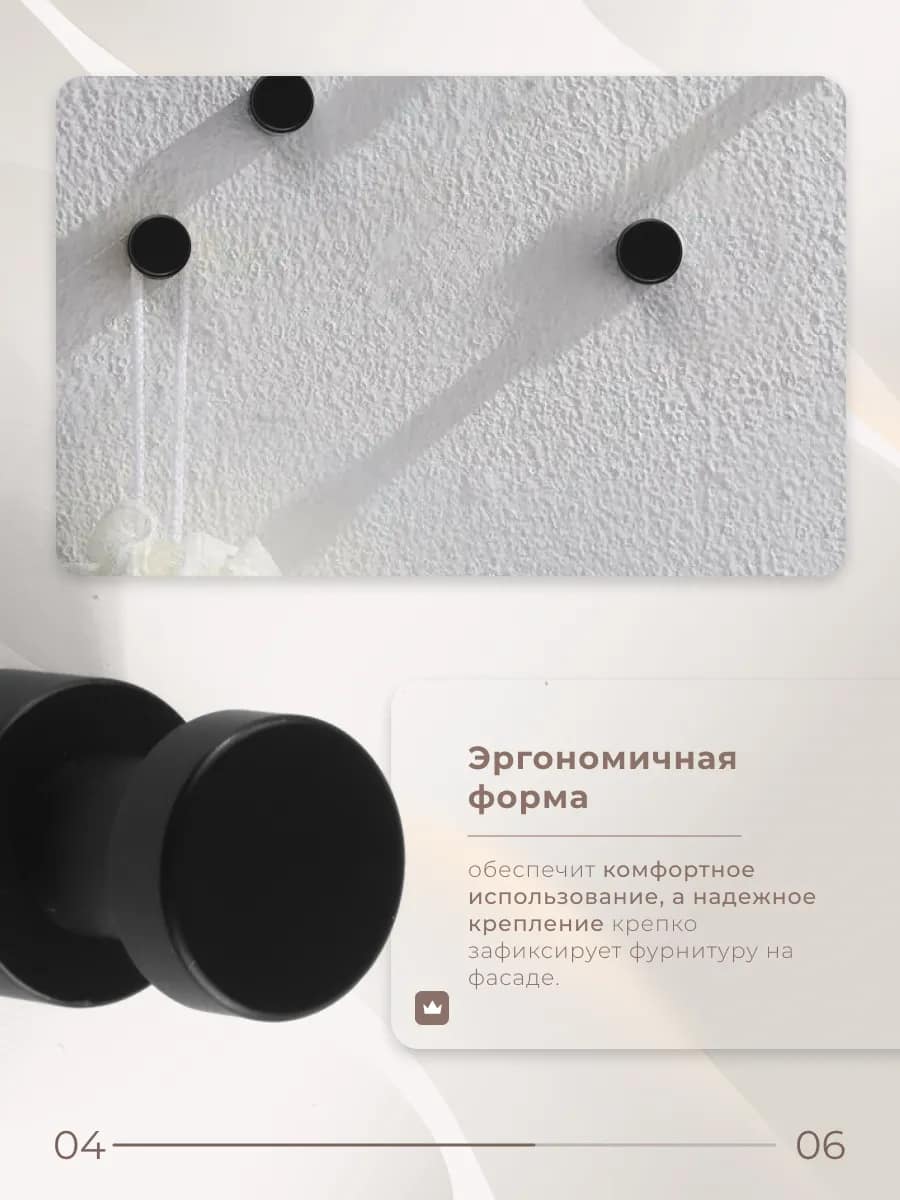 Эргономичная
форма
обеспечит комфортное
использование, а надежное
крепление крепко
зафиксирует фурнитуру на
фасаде.
04 06